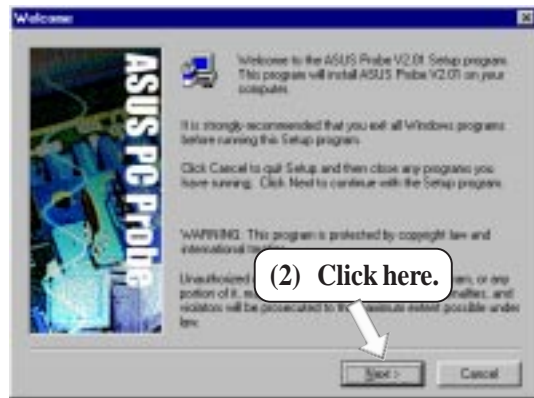 Welcome
ASUS PC Probe
Welcome to the ASUS Probe V2.01 Setup program.
This program will install ASUS Probe V2.01 on your
computer.
It is strongly recommended that you exit all Windows programs
before running this Setup program.
Click Cancel to quit Setup and then close any programs you
have running. Click Next to continue with the Setup program.
WARNING: This program is protected by copyright law and
international
(2) Click here.
Unauthorized or any
portion of it, and
violators will be prosecuted to the maximum extent possible under
law.
Next >
Cancel